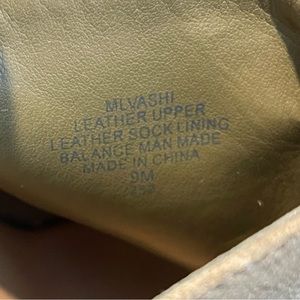 MLVASHI
LEATHER UPPER
LEATHER SOCK LINING
BALANCE MAN MADE
MADE IN CHINA
9M